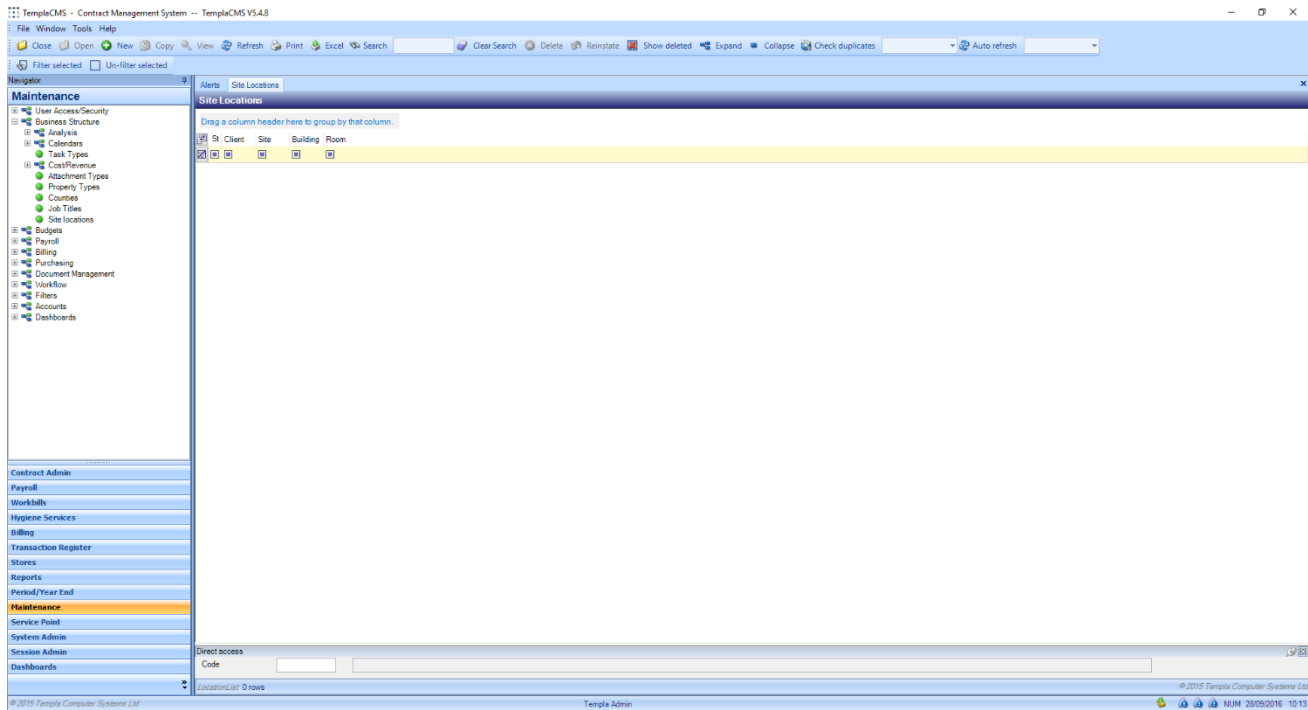 TemplaCMS - Contract Management System -- TemplaCMS V5.4.8
File Window Tools Help
Close Open New Copy View Refresh Print Excel Search Clear Search Delete Reinstate Show deleted Expand Collapse Check duplicates Auto refresh
Filter selected Un-filter selected
Navigator
Maintenance
User Access/Security
Business Structure
Analysis
Calendars
Task Types
Cost/Revenue
Attachment Types
Property Types
Counties
Job Titles
Site locations
Budgets
Payroll
Billing
Purchasing
Document Management
Workflow
Filters
Accounts
Dashboards
Contract Admin
Payroll
Workbills
Hygiene Services
Billing
Transaction Register
Stores
Reports
Period/Year End
Maintenance
Service Point
System Admin
Session Admin
Dashboards
Alerts Site Locations
Site Locations
Drag a column header here to group by that column.
St Client Site Building Room
Direct access
Code
LocationList 0 rows
© 2015 Templa Computer Systems Ltd
© 2015 Templa Computer Systems Ltd Templa Admin NUM 28/09/2016 10:13